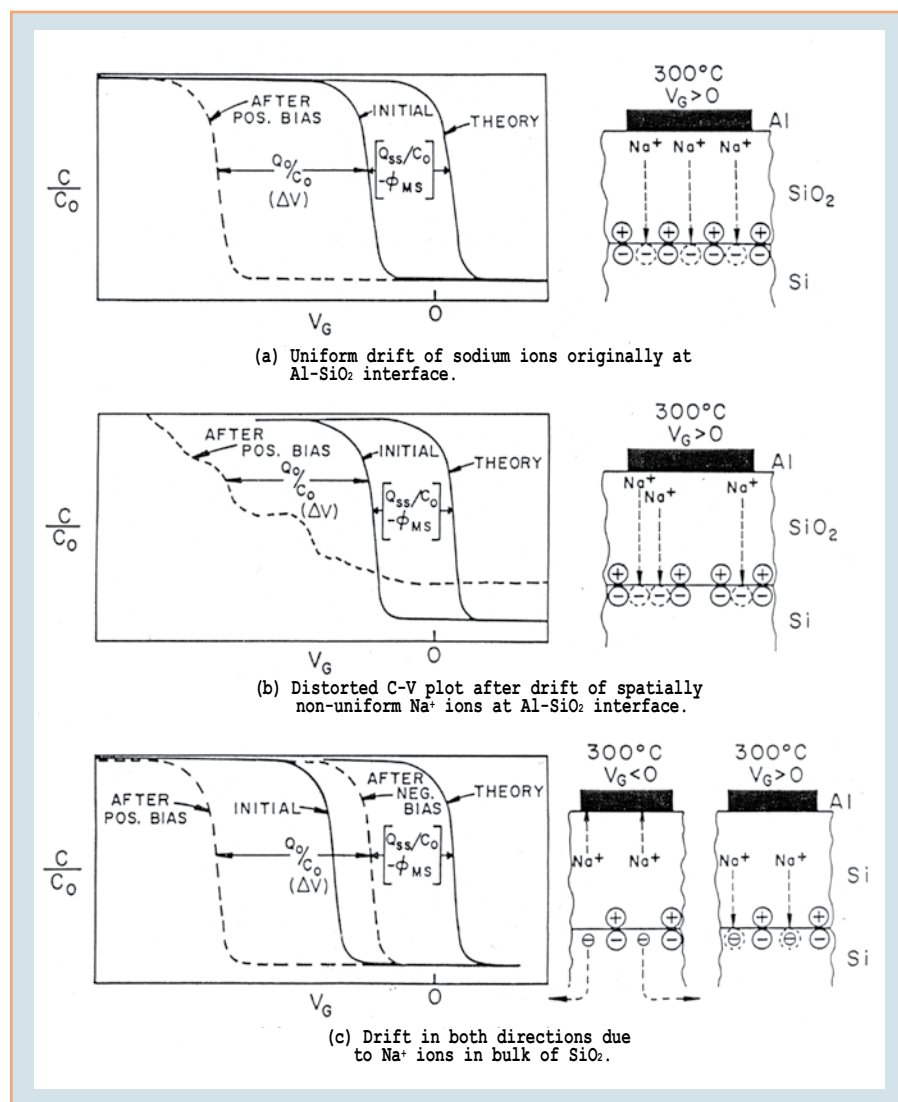 AFTER
POS. BIAS
INITIAL
THEORY
Q₀/C₀
(ΔV)
[Qss/C₀
-ϕMS]
C/C₀
VG
0
300°C
VG>0
Al
Na+ Na+ Na+
SiO₂
+ + + +
− − − − − − −
Si
(a) Uniform drift of sodium ions originally at
Al-SiO₂ interface.
AFTER
POS. BIAS
INITIAL
THEORY
Q₀/C₀
(ΔV)
[Qss/C₀
-ϕMS]
C/C₀
VG
0
300°C
VG>0
Al
Na+
Na+
Na+
SiO₂
+ + + +
− − − − − − −
Si
(b) Distorted C-V plot after drift of spatially
non-uniform Na⁺ ions at Al-SiO₂ interface.
AFTER
POS. BIAS
INITIAL
AFTER
NEG.
BIAS
THEORY
Q₀/C₀
(ΔV)
[Qss/C₀
-ϕMS]
C/C₀
VG
0
300°C
VG<0
Na+ Na+
+ +
− − − −
300°C
VG>0
Al
Na+ Na+
Si
+ +
− − − −
Si
(c) Drift in both directions due
to Na⁺ ions in bulk of SiO₂.